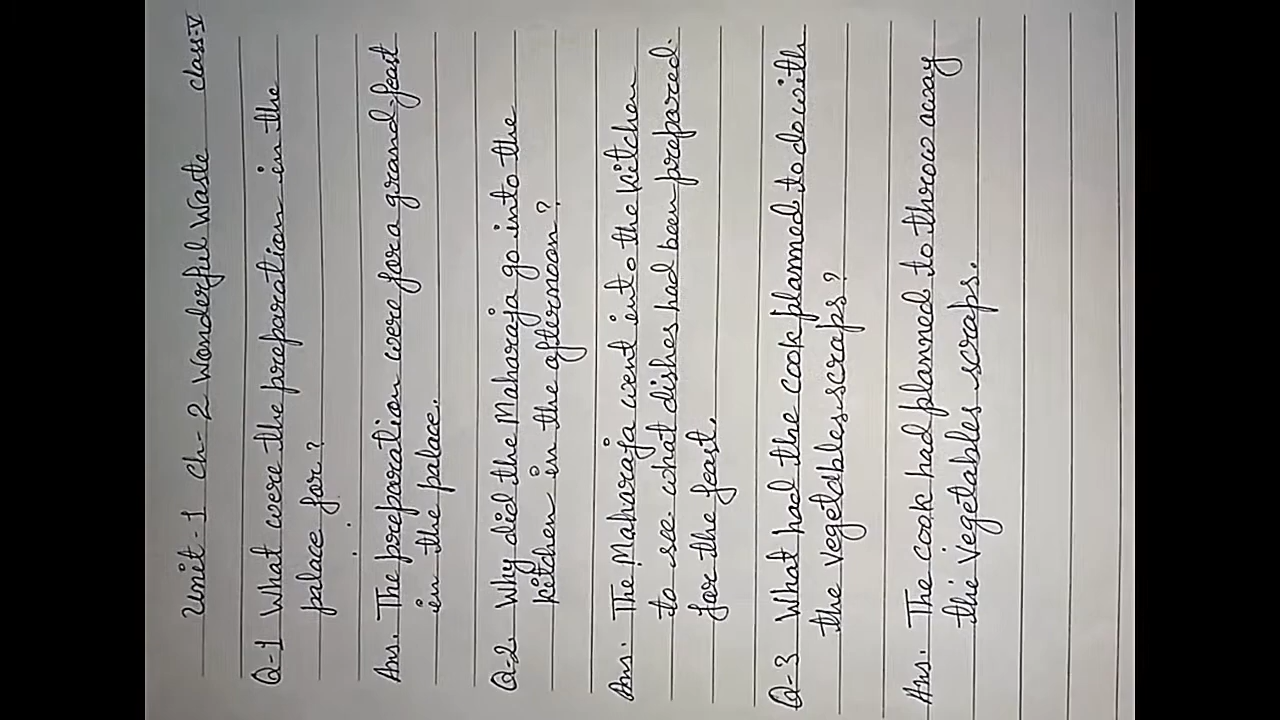 Unit-1 Ch-2 Wonderful Waste class-V
Q-1 What were the preparation in the
palace for?
Ans. The preparation were for a grand feast
in the palace.
Q-2. Why did the Maharaja go into the
kitchen in the afternoon?
Ans. The Maharaja went into the kitchen
to see what dishes had been prepared
for the feast.
Q-3 What had the cook planned to do with
the vegetables scraps?
Ans. The cook had planned to throw away
the vegetables scraps.